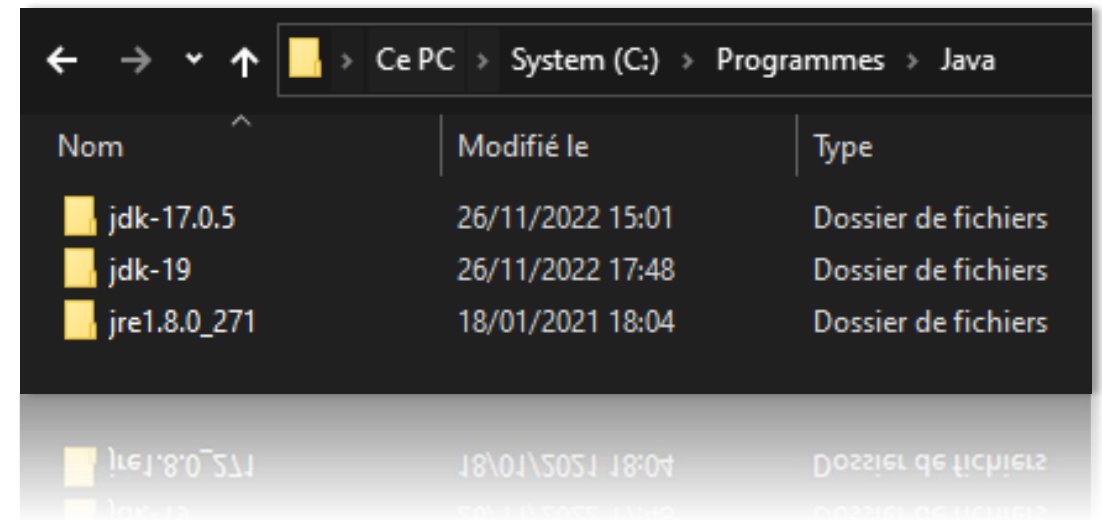 Ce PC > System (C:) > Programmes > Java
Nom Modifié le Type
jdk-17.0.5 26/11/2022 15:01 Dossier de fichiers
jdk-19 26/11/2022 17:48 Dossier de fichiers
jre1.8.0_271 18/01/2021 18:04 Dossier de fichiers